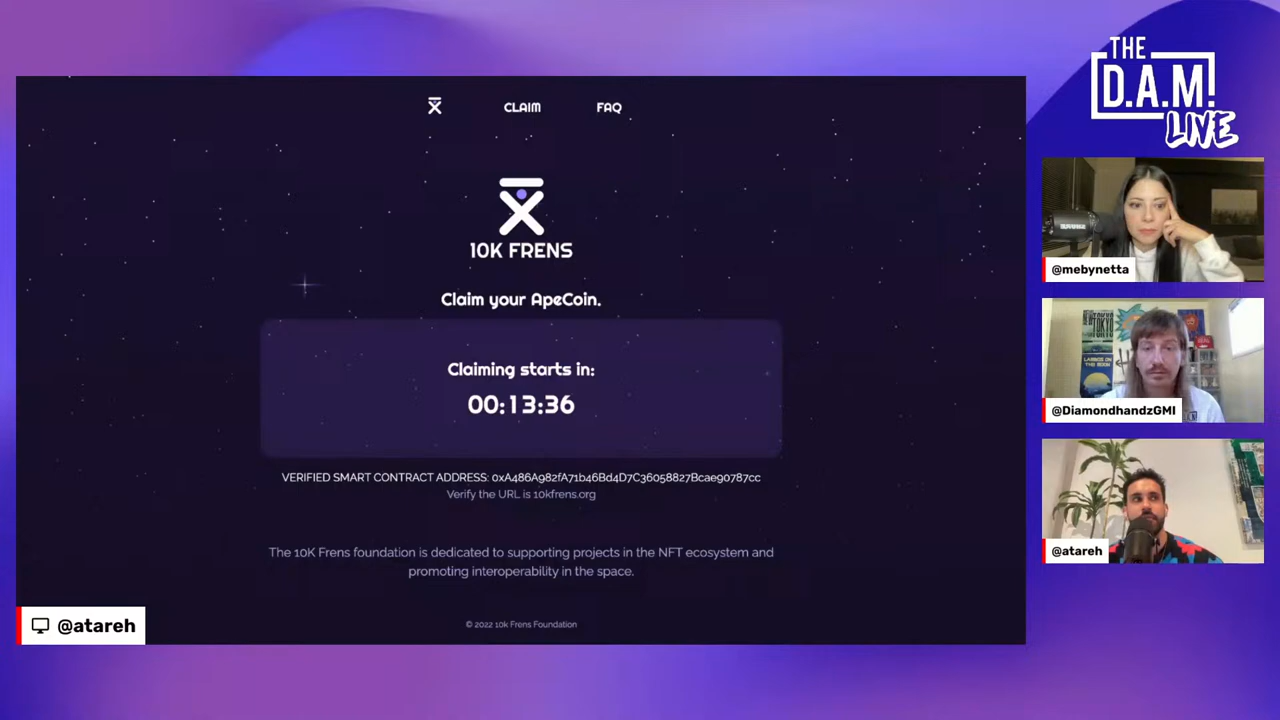 THE
D.A.M!
LIVE
CLAIM
FAQ
10K FRENS
Claim your ApeCoin.
Claiming starts in:
00:13:36
VERIFIED SMART CONTRACT ADDRESS: 0xA486A982fA71b46Bd4D7C36058827Bcae90787cc
Verify the URL is 10kfrens.org
The 10K Frens foundation is dedicated to supporting projects in the NFT ecosystem and
promoting interoperability in the space.
© 2022 10k Frens Foundation
@atareh
@mebynetta
@DiamondhandzGMI
@atareh